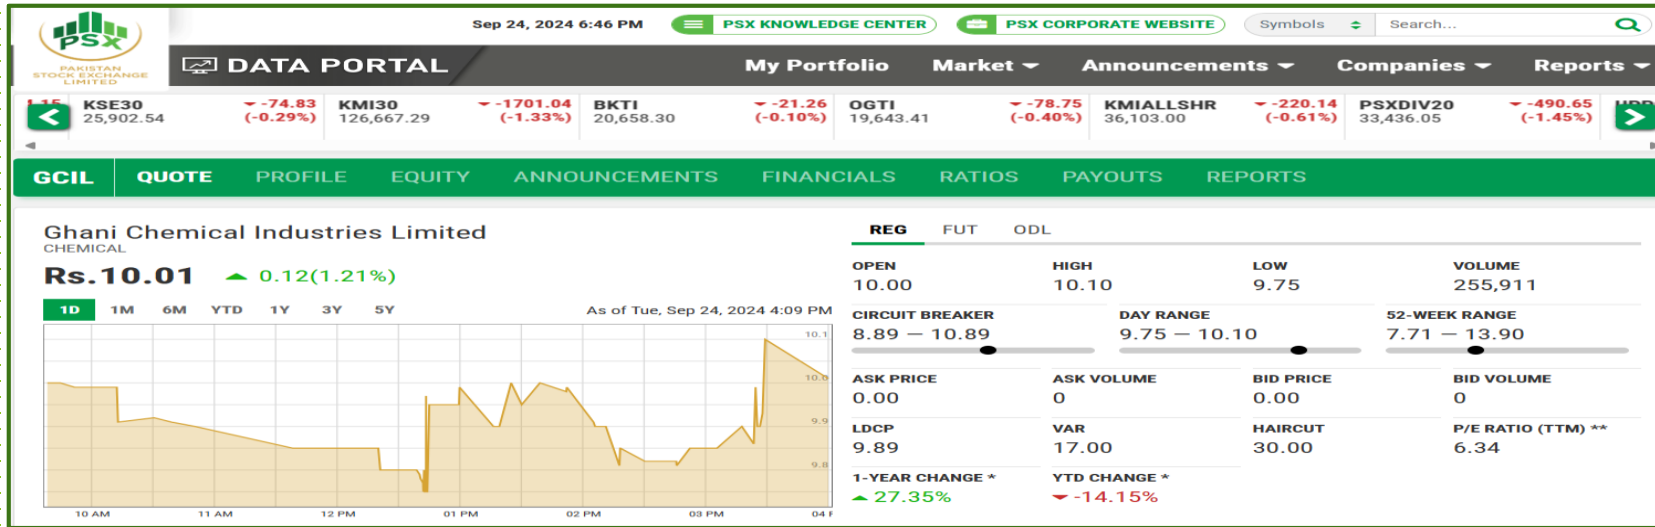 Sep 24, 2024 6:46 PM PSX KNOWLEDGE CENTER PSX CORPORATE WEBSITE Symbols Search...
PSX
PAKISTAN
STOCK EXCHANGE
LIMITED
DATA PORTAL My Portfolio Market Announcements Companies Reports
KSE30 -74.83 KMI30 -1701.04 BKTI -21.26 OGTI -78.75 KMIALLSHR -220.14 PSXDIV20 -490.65
25,902.54 (-0.29%) 126,667.29 (-1.33%) 20,658.30 (-0.10%) 19,643.41 (-0.40%) 36,103.00 (-0.61%) 33,436.05 (-1.45%)
GCIL QUOTE PROFILE EQUITY ANNOUNCEMENTS FINANCIALS RATIOS PAYOUTS REPORTS
Ghani Chemical Industries Limited
CHEMICAL
Rs.10.01 0.12(1.21%)
1D 1M 6M YTD 1Y 3Y 5Y As of Tue, Sep 24, 2024 4:09 PM
10.1
10.0
9.9
9.8
10 AM 11 AM 12 PM 01 PM 02 PM 03 PM 04
REG FUT ODL
OPEN HIGH LOW VOLUME
10.00 10.10 9.75 255,911
CIRCUIT BREAKER DAY RANGE 52-WEEK RANGE
8.89 — 10.89 9.75 — 10.10 7.71 — 13.90
ASK PRICE ASK VOLUME BID PRICE BID VOLUME
0.00 0 0.00 0
LDCP VAR HAIRCUT P/E RATIO (TTM) **
9.89 17.00 30.00 6.34
1-YEAR CHANGE * YTD CHANGE *
27.35% -14.15%